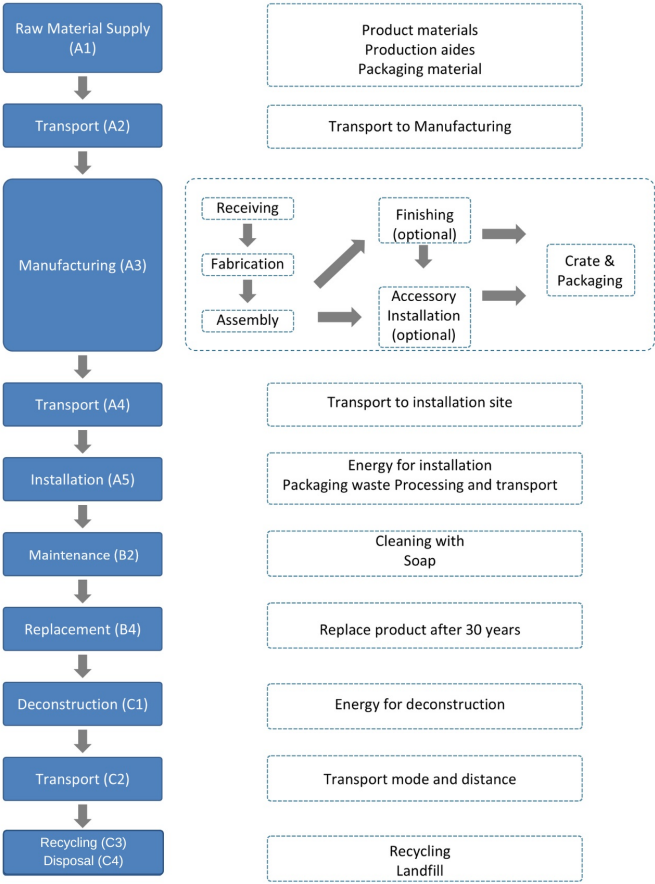 Raw Material Supply
(A1)
Product materials
Production aides
Packaging material
Transport (A2)
Transport to Manufacturing
Manufacturing (A3)
Receiving
Fabrication
Assembly
Finishing
(optional)
Accessory
Installation
(optional)
Crate &
Packaging
Transport (A4)
Transport to installation site
Installation (A5)
Energy for installation
Packaging waste Processing and transport
Maintenance (B2)
Cleaning with
Soap
Replacement (B4)
Replace product after 30 years
Deconstruction (C1)
Energy for deconstruction
Transport (C2)
Transport mode and distance
Recycling (C3)
Disposal (C4)
Recycling
Landfill